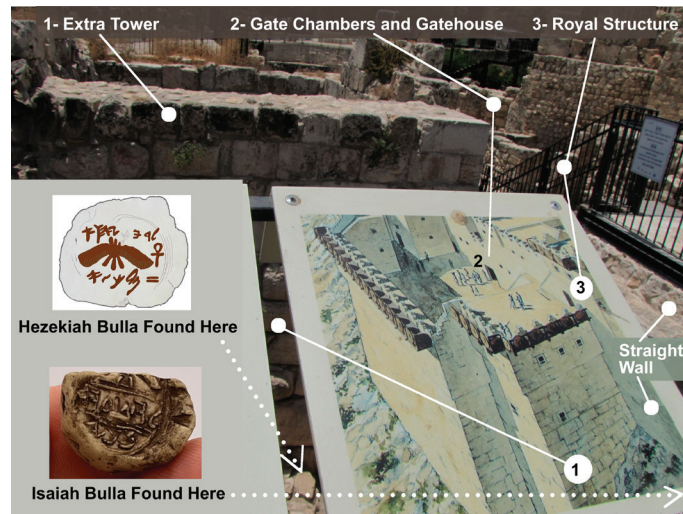 1- Extra Tower
2- Gate Chambers and Gatehouse
3- Royal Structure
2
3
Hezekiah Bulla Found Here
Straight
Wall
1
Isaiah Bulla Found Here